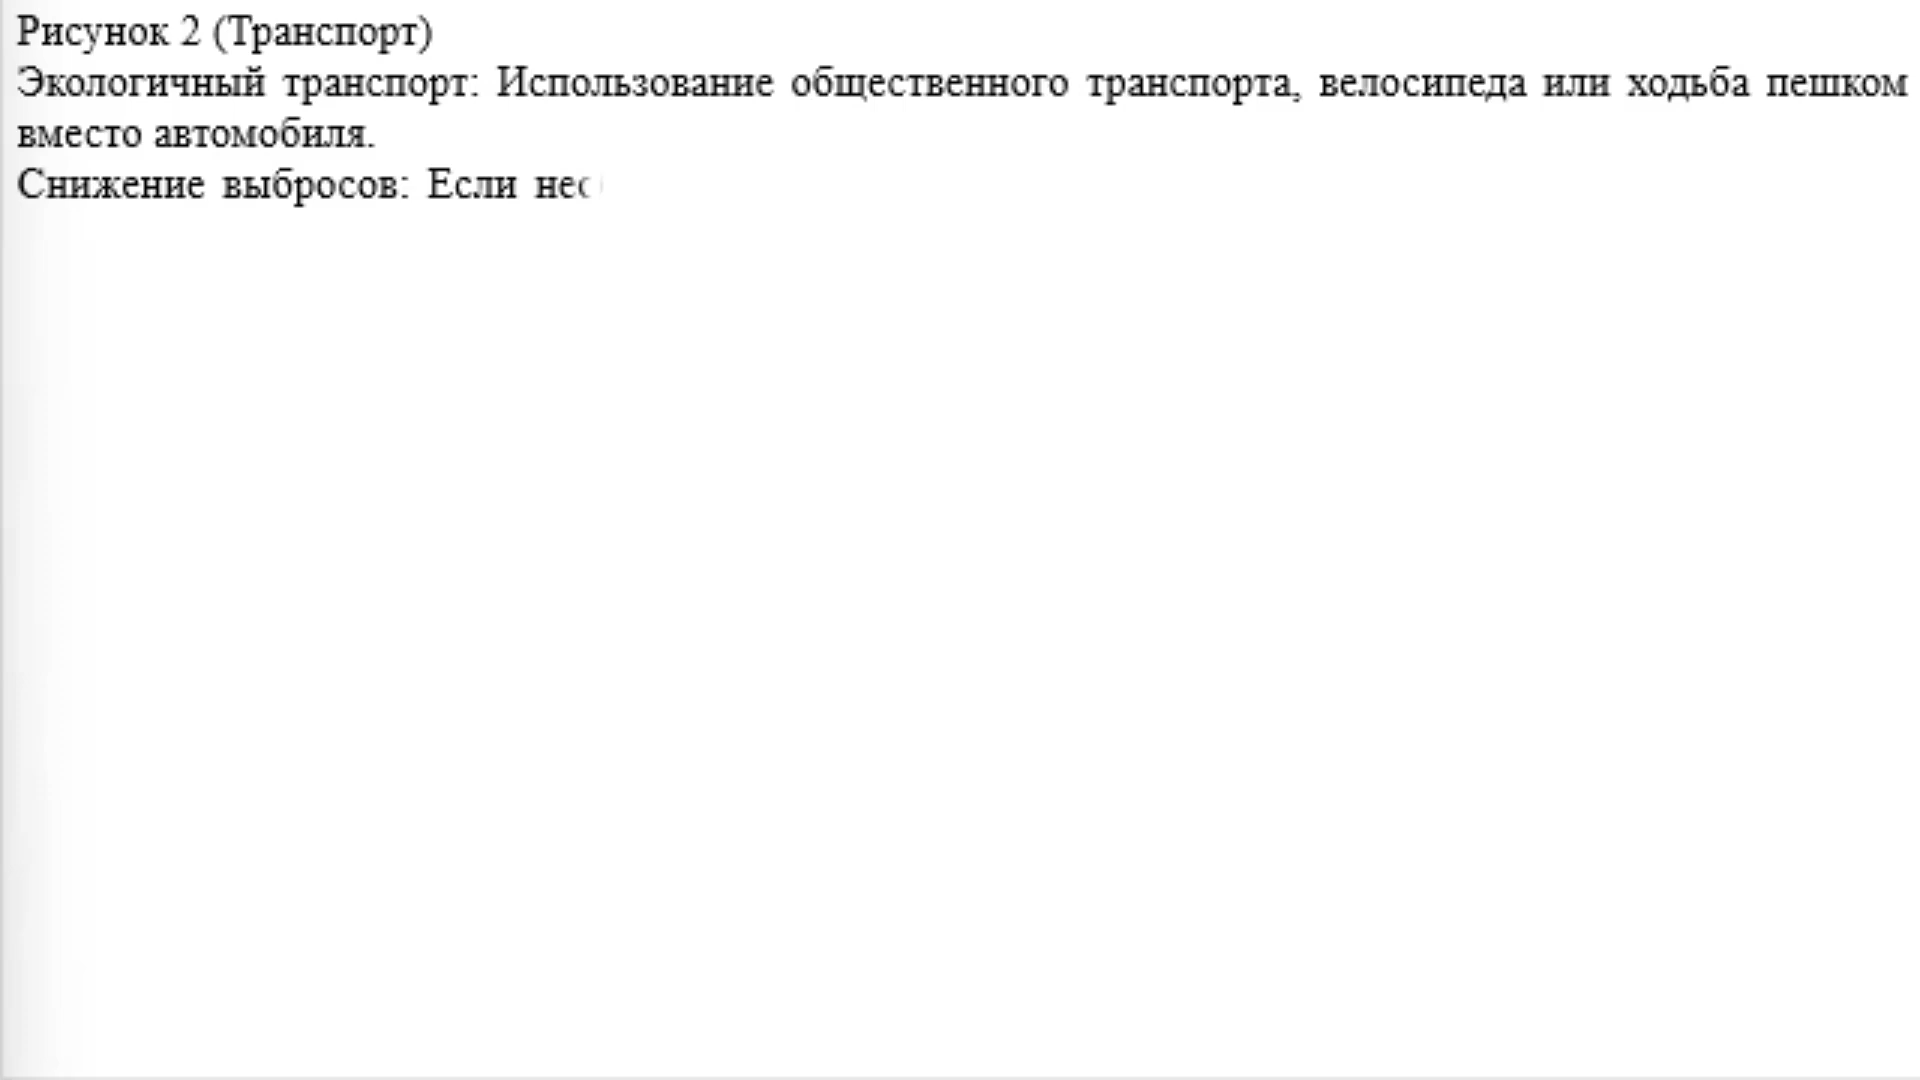 Рисунок 2 (Транспорт)
Экологичный транспорт: Использование общественного транспорта, велосипеда или ходьба пешком
вместо автомобиля.
Снижение выбросов: Если